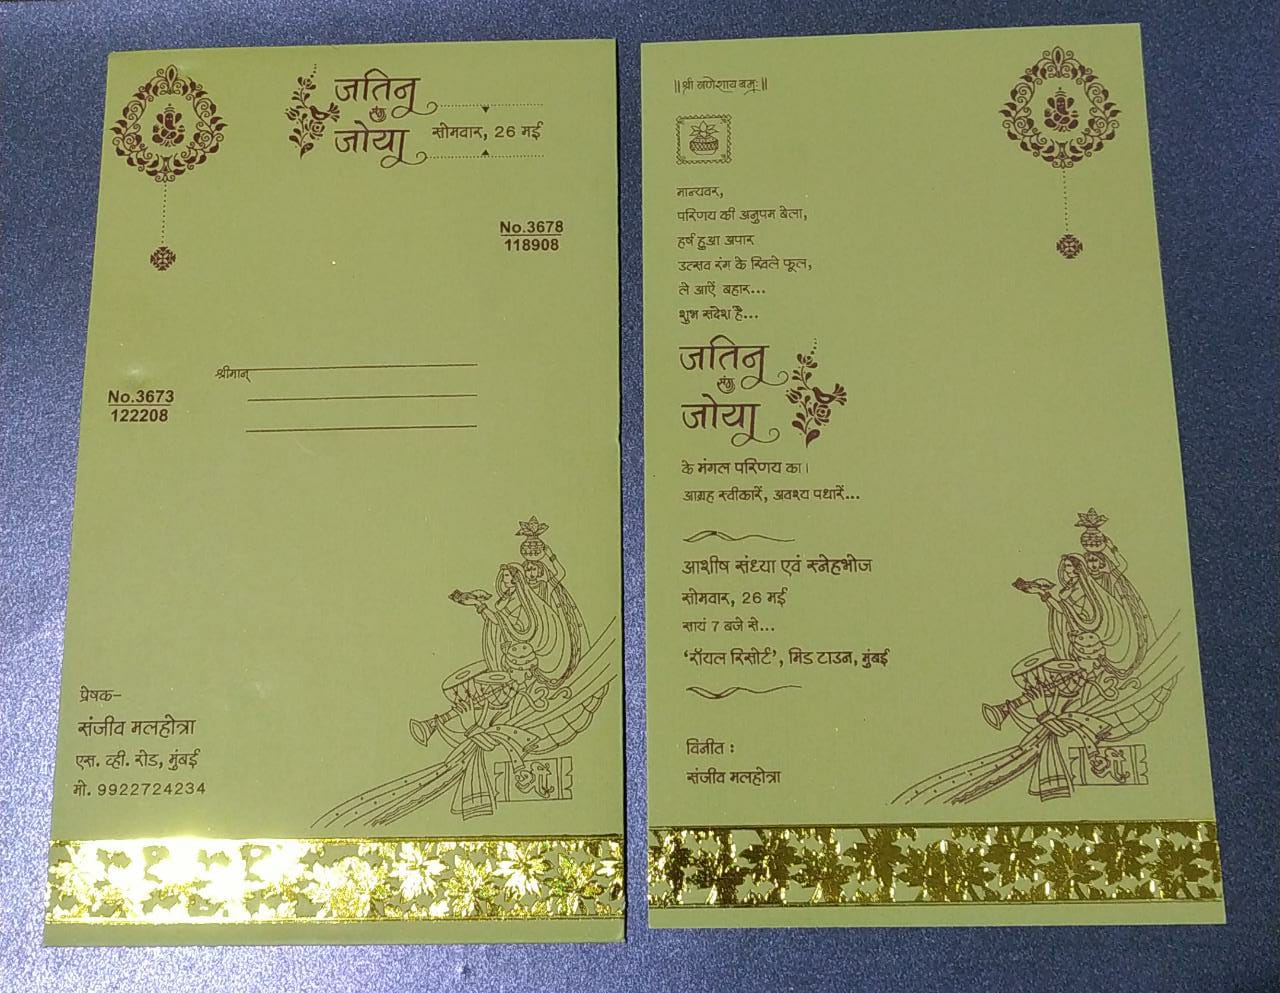 जतिन
संग
जोया
सोमवार, 26 मई
No.3678
118908
श्रीमान्
No.3673
122208
प्रेषक-
संजीव मलहोत्रा
एस. व्ही. रोड, मुंबई
मो. 9922724234
॥श्री गणेशाय नमः॥
मान्यवर,
परिणय की अनुपम बेला,
हर्ष हुआ अपार
उत्सव रंग के खिले फूल,
ले आऐं बहार...
शुभ संदेश है...
जतिन
संग
जोया
के मंगल परिणय का।
आग्रह स्वीकारें, अवश्य पधारें...
आशीष संध्या एवं स्नेहभोज
सोमवार, 26 मई
सायं 7 बजे से...
'रॉयल रिसोर्ट', मिड टाउन, मुंबई
विनीत :
संजीव मलहोत्रा